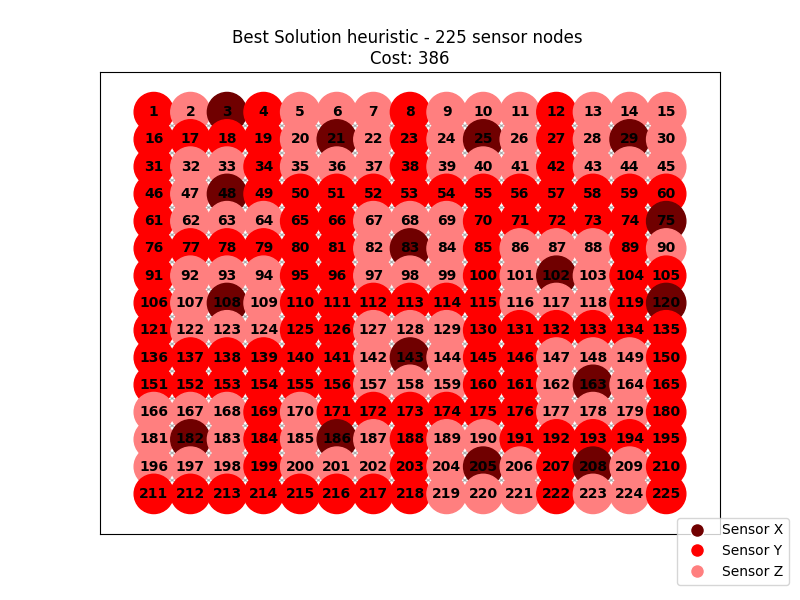 Best Solution heuristic - 225 sensor nodes
Cost: 386
1 2 3 4 5 6 7 8 9 10 11 12 13 14 15
16 17 18 19 20 21 22 23 24 25 26 27 28 29 30
31 32 33 34 35 36 37 38 39 40 41 42 43 44 45
46 47 48 49 50 51 52 53 54 55 56 57 58 59 60
61 62 63 64 65 66 67 68 69 70 71 72 73 74 75
76 77 78 79 80 81 82 83 84 85 86 87 88 89 90
91 92 93 94 95 96 97 98 99 100 101 102 103 104 105
106 107 108 109 110 111 112 113 114 115 116 117 118 119 120
121 122 123 124 125 126 127 128 129 130 131 132 133 134 135
136 137 138 139 140 141 142 143 144 145 146 147 148 149 150
151 152 153 154 155 156 157 158 159 160 161 162 163 164 165
166 167 168 169 170 171 172 173 174 175 176 177 178 179 180
181 182 183 184 185 186 187 188 189 190 191 192 193 194 195
196 197 198 199 200 201 202 203 204 205 206 207 208 209 210
211 212 213 214 215 216 217 218 219 220 221 222 223 224 225
Sensor X
Sensor Y
Sensor Z